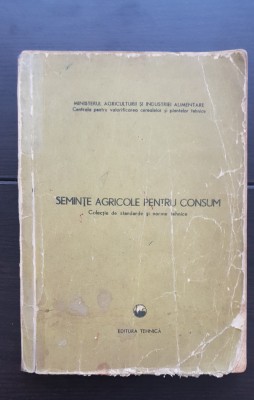 MINISTERUL AGRICULTURII ȘI INDUSTRIEI ALIMENTARE
Centrala pentru valorificarea cerealelor și plantelor tehnice
SEMINȚE AGRICOLE PENTRU CONSUM
Colecție de standarde și norme tehnice
EDITURA TEHNICĂ